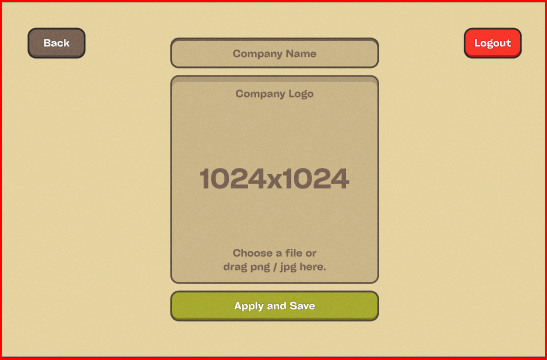 Back
Company Name
Logout
Company Logo
1024x1024
Choose a file or
drag png / jpg here.
Apply and Save